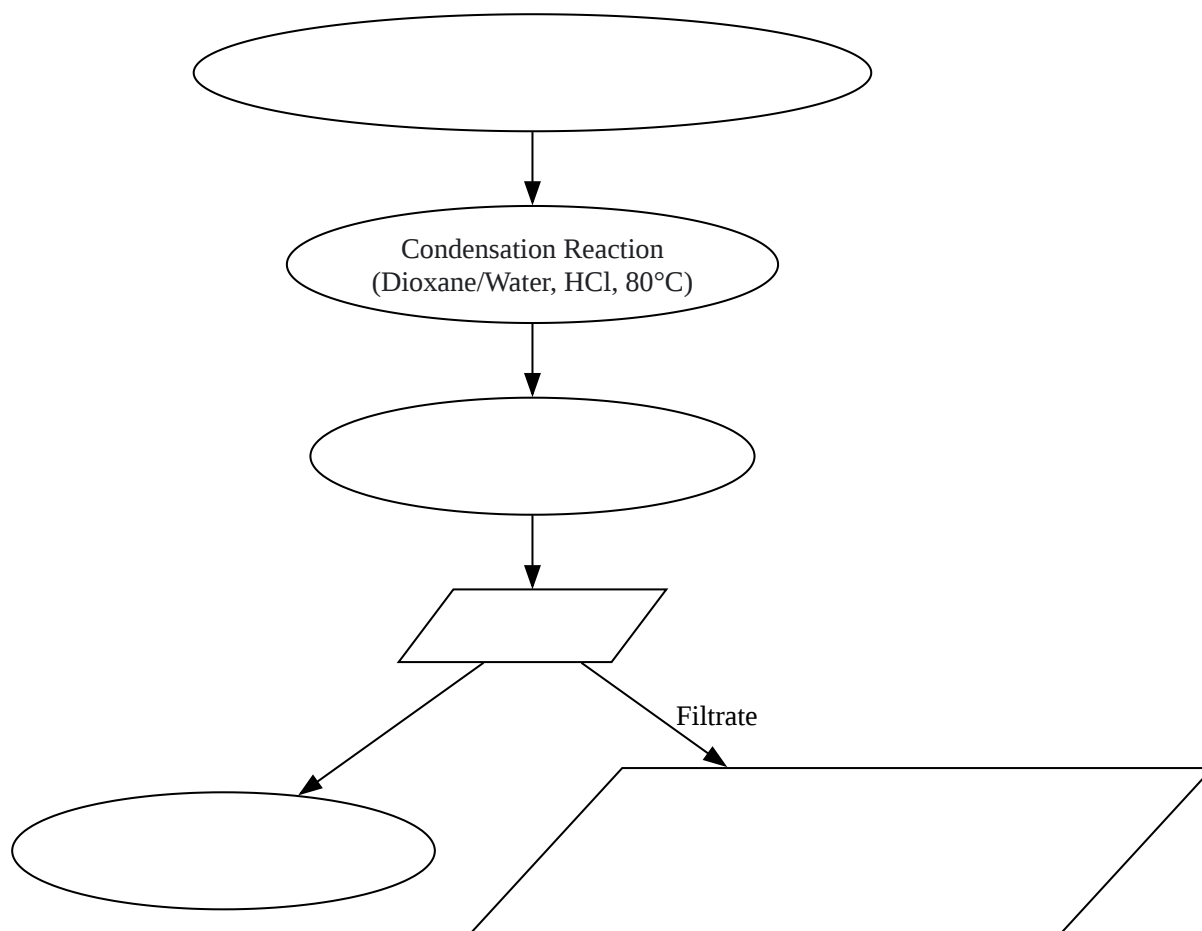 Condensation Reaction
(Dioxane/Water, HCl, 80°C)
Filtrate